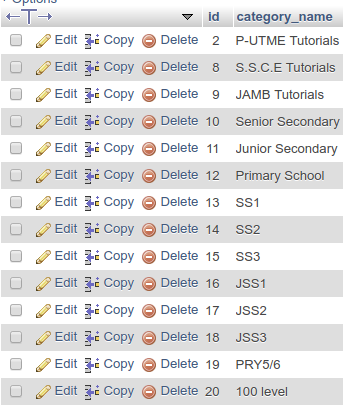 Options
id category_name
Edit Copy Delete 2 P-UTME Tutorials
Edit Copy Delete 8 S.S.C.E Tutorials
Edit Copy Delete 9 JAMB Tutorials
Edit Copy Delete 10 Senior Secondary
Edit Copy Delete 11 Junior Secondary
Edit Copy Delete 12 Primary School
Edit Copy Delete 13 SS1
Edit Copy Delete 14 SS2
Edit Copy Delete 15 SS3
Edit Copy Delete 16 JSS1
Edit Copy Delete 17 JSS2
Edit Copy Delete 18 JSS3
Edit Copy Delete 19 PRY5/6
Edit Copy Delete 20 100 level